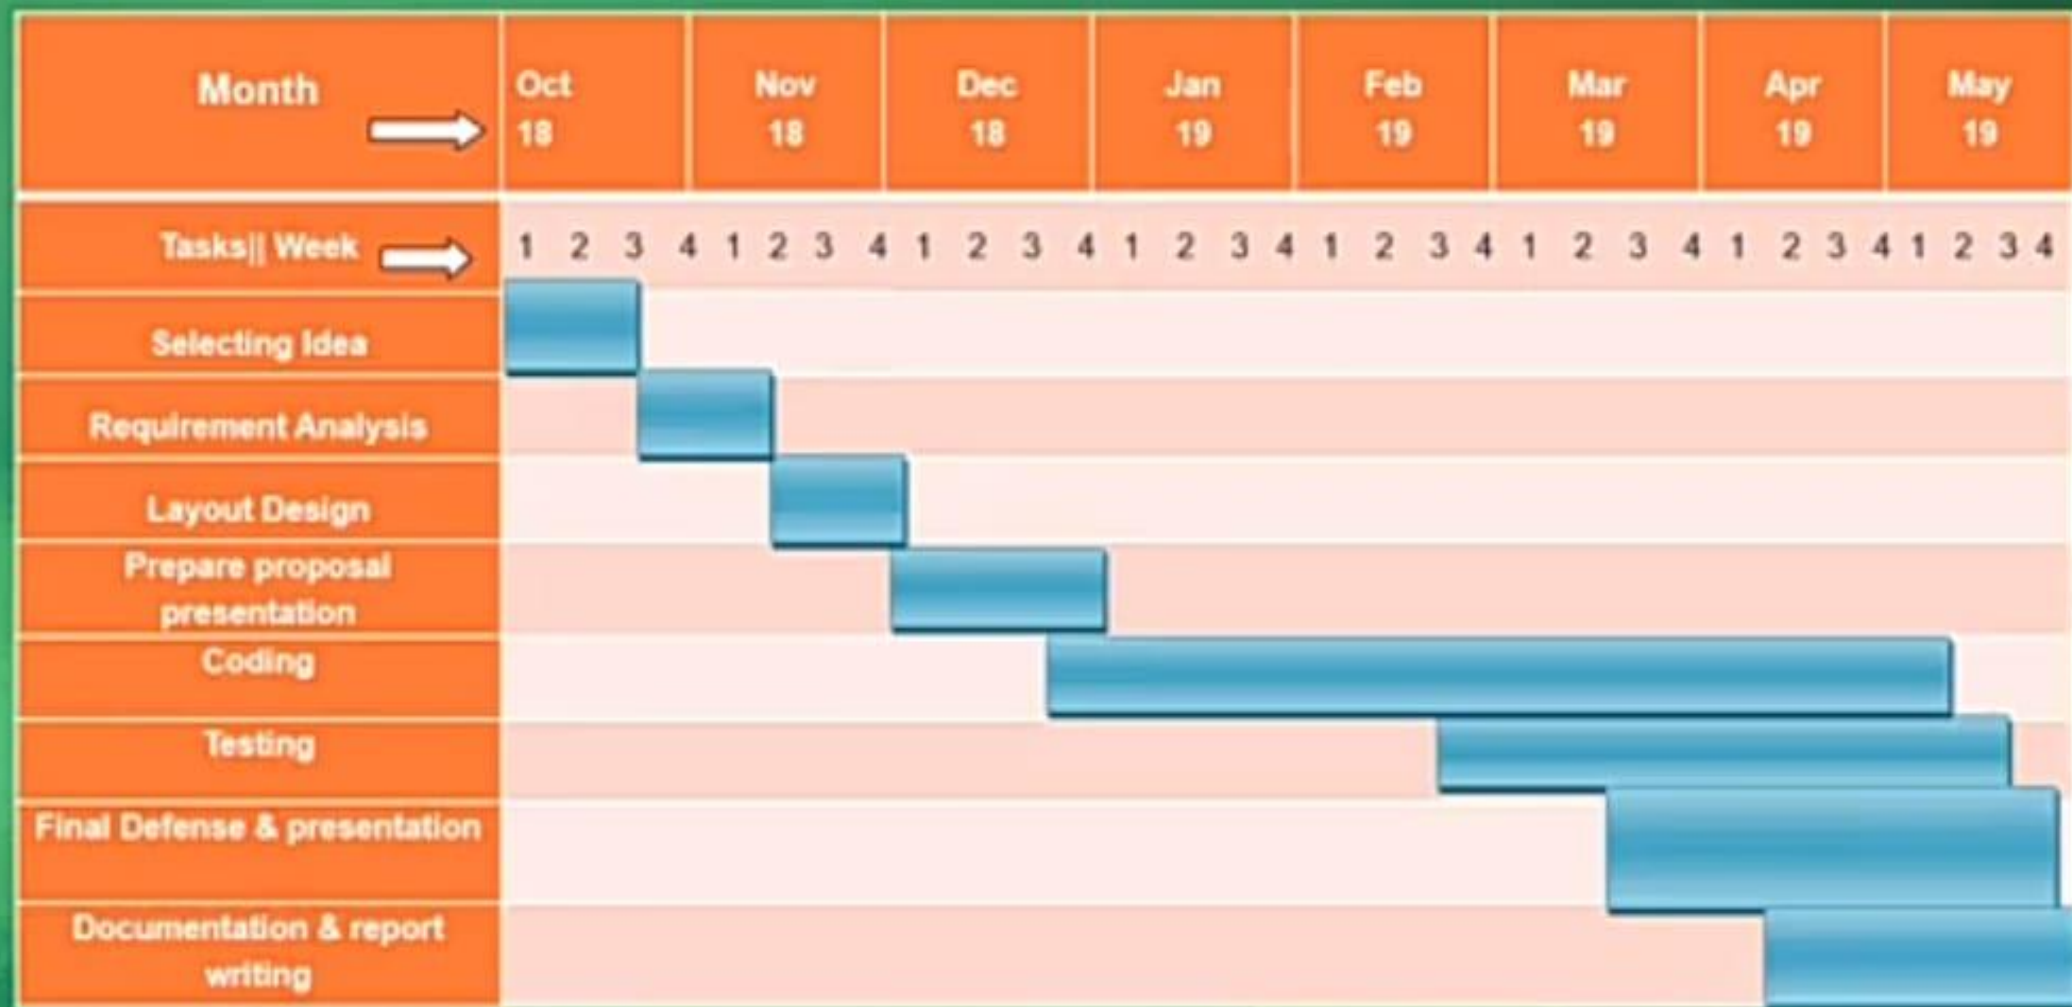 Month
Oct Nov Dec Jan Feb Mar Apr May
18 18 18 19 19 19 19 19
Tasks|| Week 1 2 3 4 1 2 3 4 1 2 3 4 1 2 3 4 1 2 3 4 1 2 3 4 1 2 3 4 1 2 3 4
Selecting Idea
Requirement Analysis
Layout Design
Prepare proposal
presentation
Coding
Testing
Final Defense & presentation
Documentation & report
writing